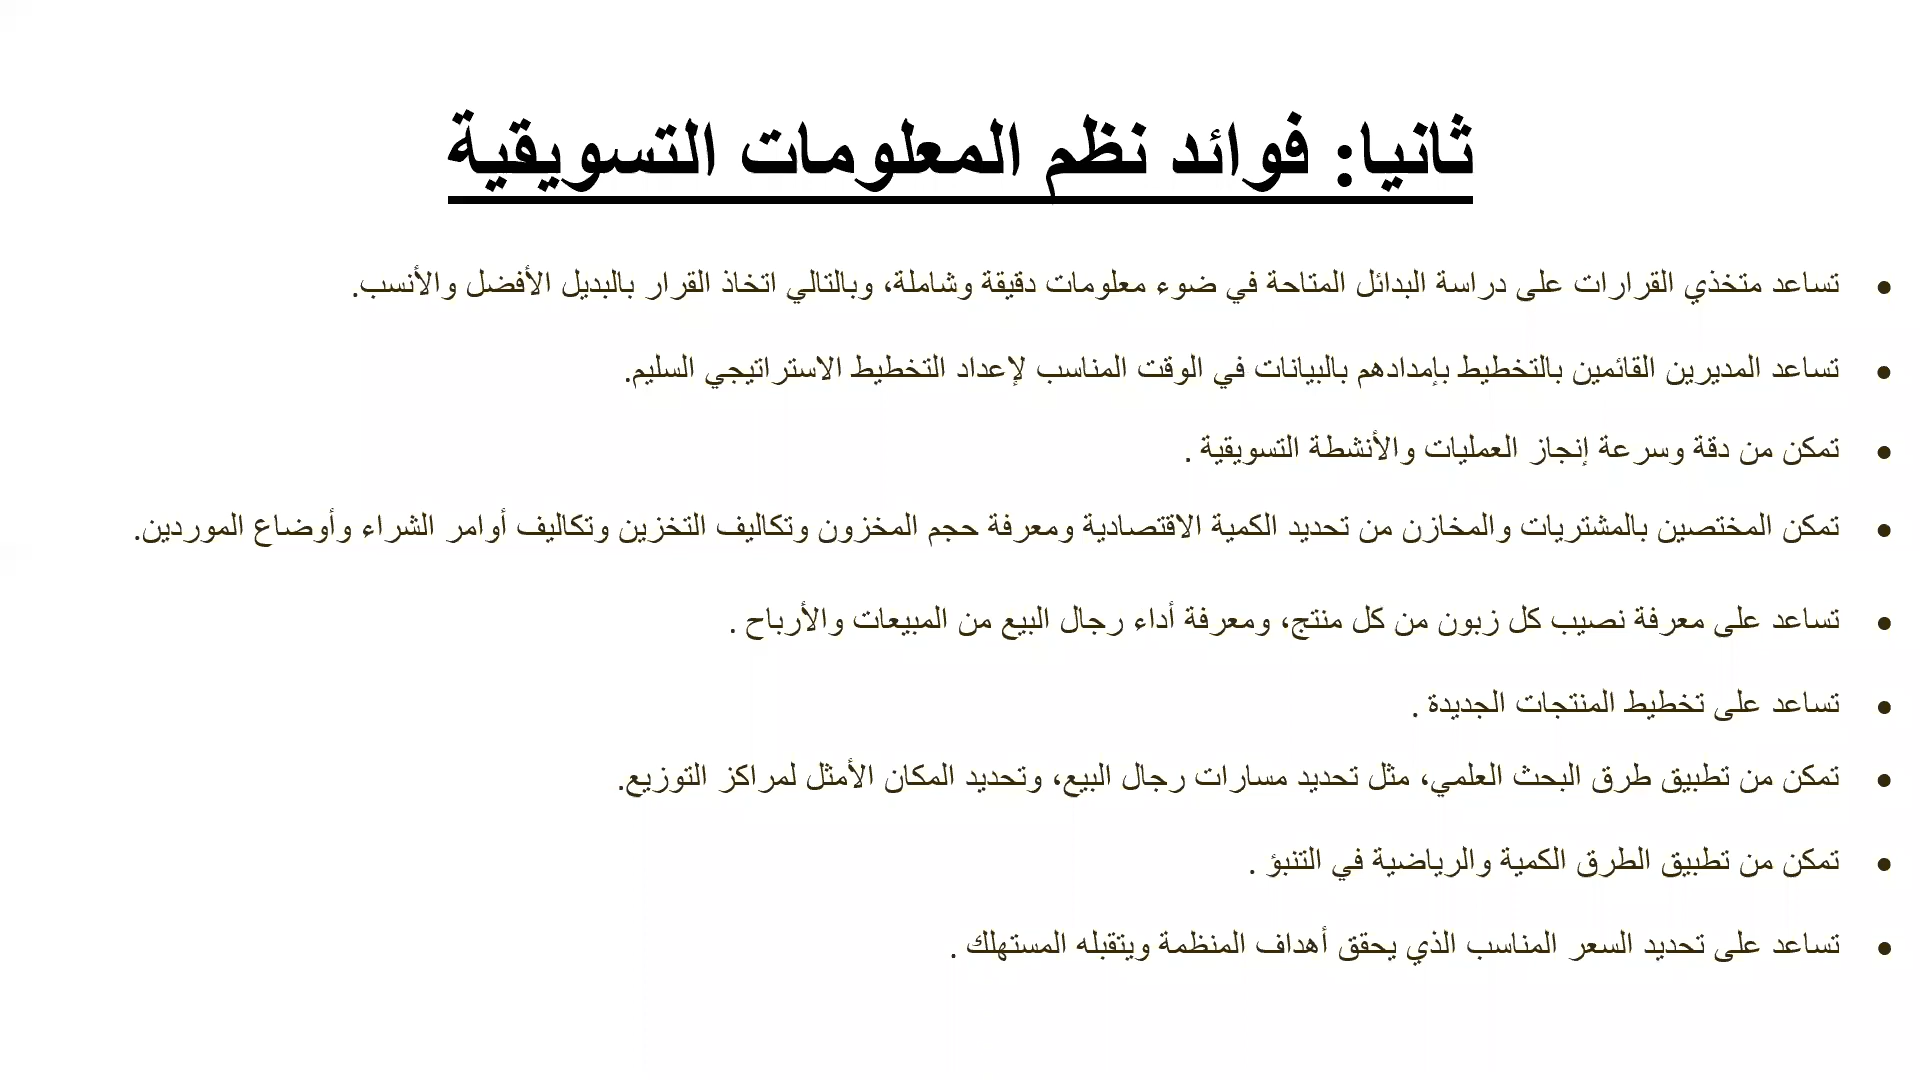 ثانيا: فوائد نظم المعلومات التسويقية
• تساعد متخذي القرارات على دراسة البدائل المتاحة في ضوء معلومات دقيقة وشاملة، وبالتالي اتخاذ القرار بالبديل الأفضل والأنسب.
• تساعد المديرين القائمين بالتخطيط بإمدادهم بالبيانات في الوقت المناسب لإعداد التخطيط الاستراتيجي السليم.
• تمكن من دقة وسرعة إنجاز العمليات والأنشطة التسويقية .
• تمكن المختصين بالمشتريات والمخازن من تحديد الكمية الاقتصادية ومعرفة حجم المخزون وتكاليف التخزين وتكاليف أوامر الشراء وأوضاع الموردين.
• تساعد على معرفة نصيب كل زبون من كل منتج، ومعرفة أداء رجال البيع من المبيعات والأرباح .
• تساعد على تخطيط المنتجات الجديدة .
• تمكن من تطبيق طرق البحث العلمي، مثل تحديد مسارات رجال البيع، وتحديد المكان الأمثل لمراكز التوزيع.
• تمكن من تطبيق الطرق الكمية والرياضية في التنبؤ .
• تساعد على تحديد السعر المناسب الذي يحقق أهداف المنظمة ويتقبله المستهلك .